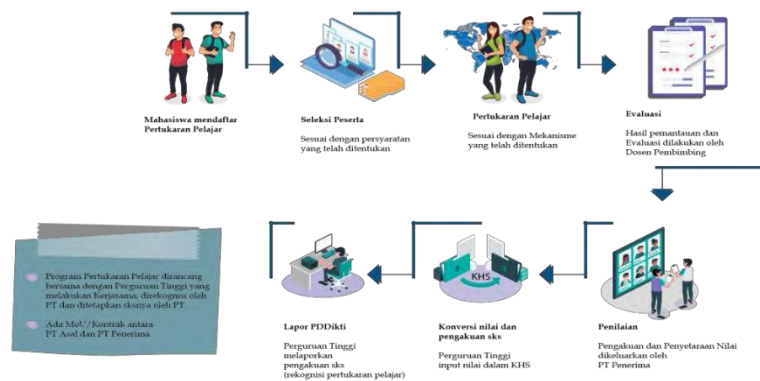 Mahasiswa mendaftar
Pertukaran Pelajar
Seleksi Peserta
Sesuai dengan persyaratan
yang telah ditentukan
Pertukaran Pelajar
Sesuai dengan Mekanisme
yang telah ditentukan
Evaluasi
Hasil pemantauan dan
Evaluasi dilakukan oleh
Dosen Pembimbing
Penilaian
Pengakuan dan Penyetaraan Nilai
dikeluarkan oleh
PT Penerima
KHS
Konversi nilai dan
pengakuan sks
Perguruan Tinggi
input nilai dalam KHS
Lapor PDDikti
Perguruan Tinggi
melaporkan
pengakuan sks
(rekognisi pertukaran pelajar)
Program Pertukaran Pelajar dirancang
bersama dengan Perguruan Tinggi yang
melakukan Kerjasama, direkognisi oleh
PT dan ditetapkan sksnya oleh PT.
Ada MoU/Kontrak antara
PT Asal dan PT Penerima